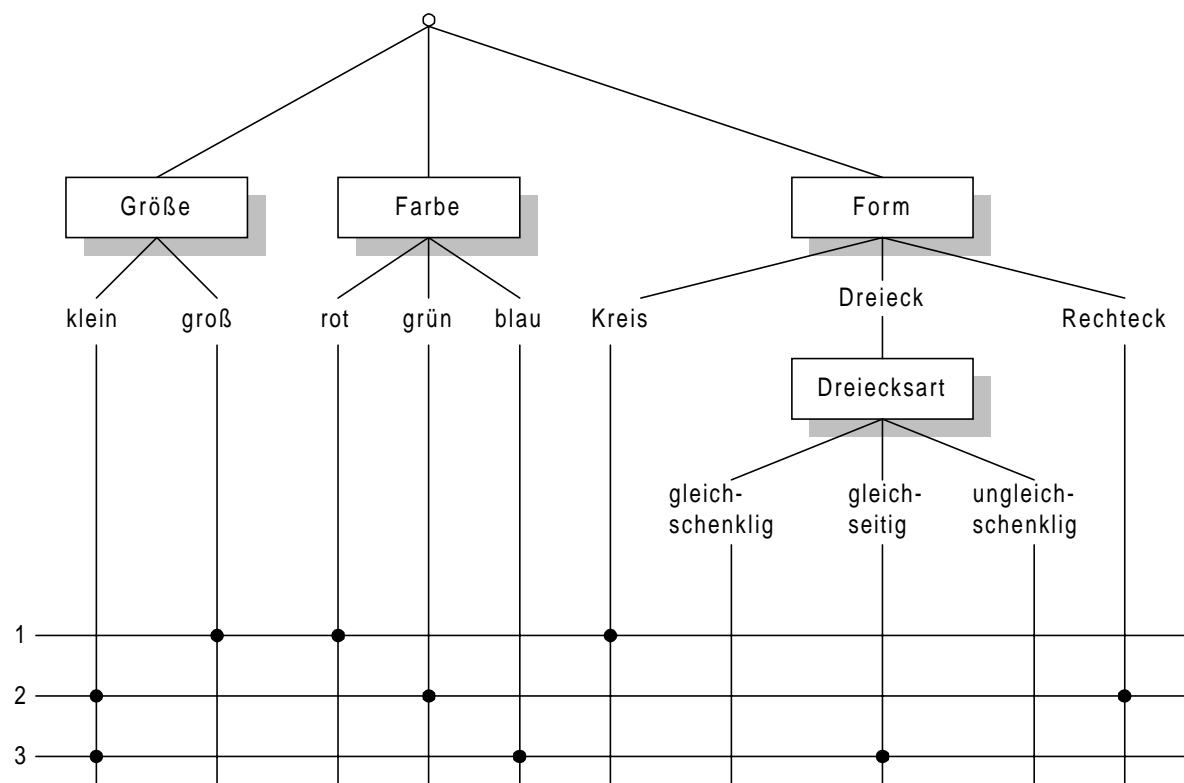 Größe
Farbe
Form
klein
groß
rot
grün
blau
Kreis
Dreieck
Rechteck
Dreiecksart
gleich-
schenklig
gleich-
seitig
ungleich-
schenklig
1
2
3